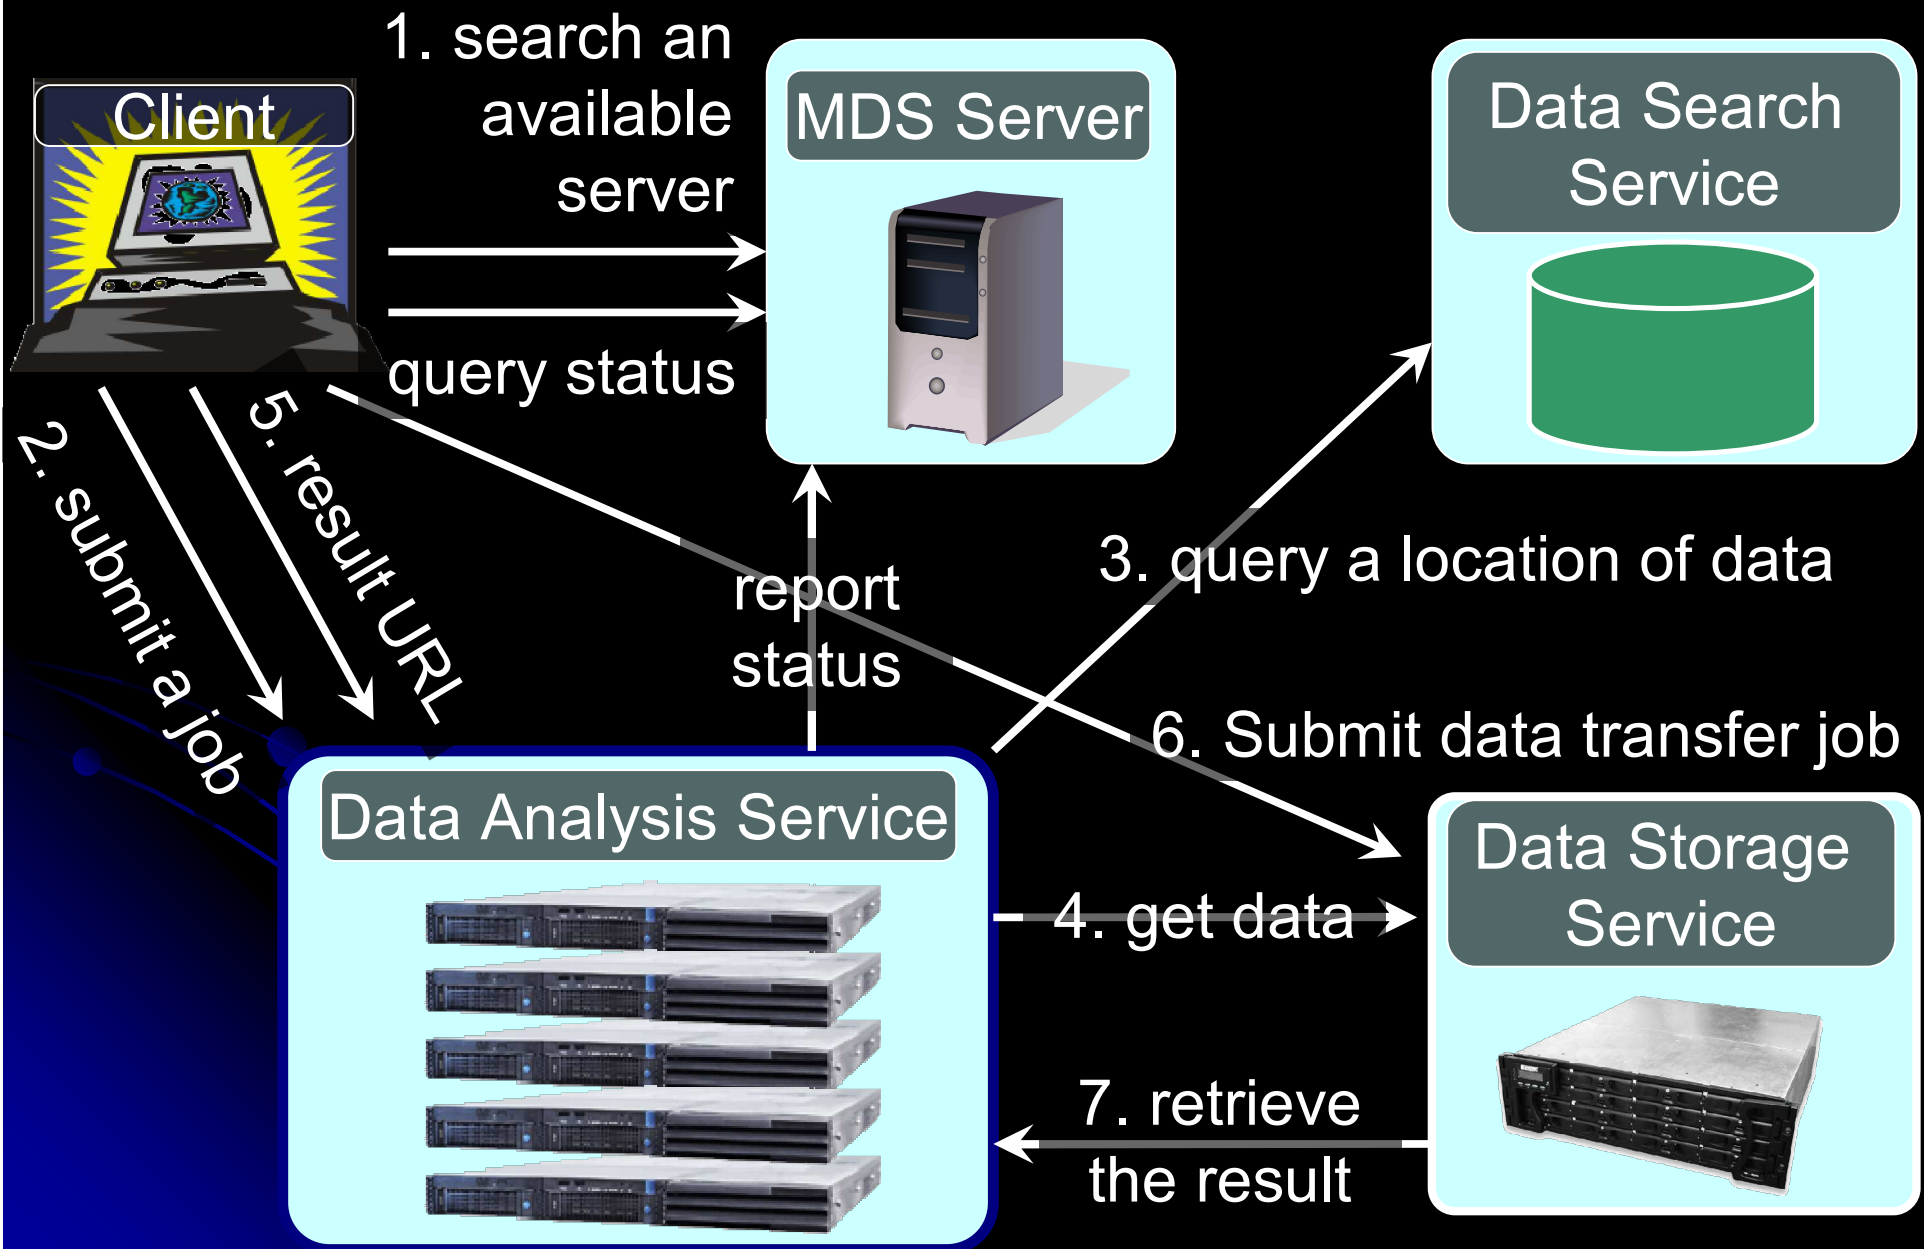 Client
1. search an
available
server
query status
MDS Server
Data Search
Service
2. submit a job
5. result URL
report
status
3. query a location of data
6. Submit data transfer job
Data Analysis Service
4. get data
Data Storage
Service
7. retrieve
the result